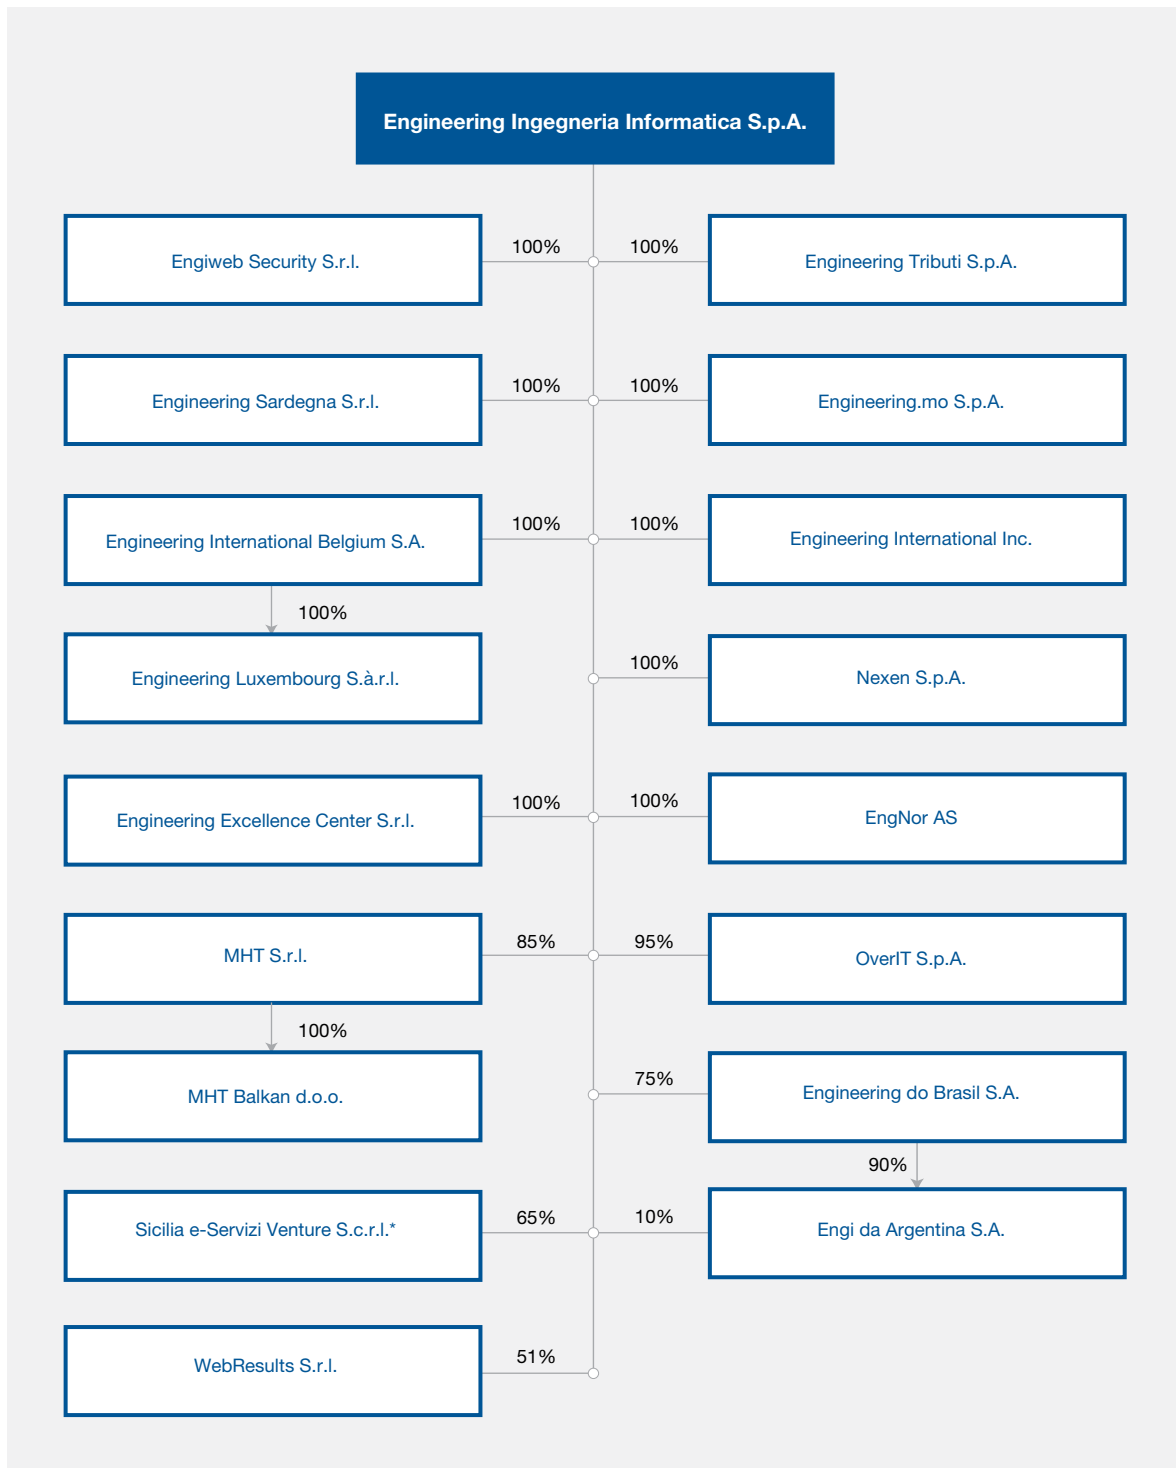 Engineering Ingegneria Informatica S.p.A.
Engiweb Security S.r.l.
100%
100%
Engineering Tributi S.p.A.
Engineering Sardegna S.r.l.
100%
100%
Engineering.mo S.p.A.
Engineering International Belgium S.A.
100%
100%
Engineering International Inc.
100%
Engineering Luxembourg S.à.r.l.
100%
Nexen S.p.A.
Engineering Excellence Center S.r.l.
100%
100%
EngNor AS
MHT S.r.l.
85%
95%
OverIT S.p.A.
100%
MHT Balkan d.o.o.
75%
Engineering do Brasil S.A.
90%
Sicilia e-Servizi Venture S.c.r.l.*
65%
10%
Engi da Argentina S.A.
WebResults S.r.l.
51%